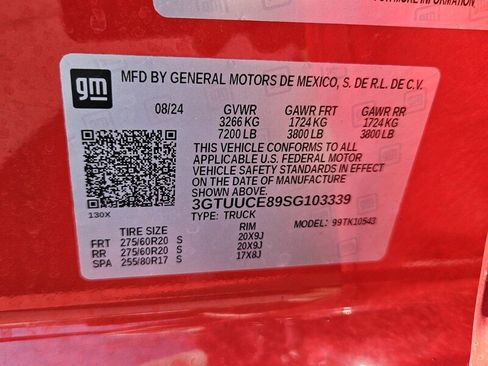 MORE INFORMATION
gm
MFD BY GENERAL MOTORS DE MEXICO, S. DE R.L. DE C.V.
08/24 GVWR GAWR FRT GAWR RR
3266 KG 1724 KG 1724 KG
7200 LB 3800 LB 3800 LB
THIS VEHICLE CONFORMS TO ALL
APPLICABLE U.S. FEDERAL MOTOR
VEHICLE SAFETY STANDARDS IN EFFECT
ON THE DATE OF MANUFACTURE
SHOWN ABOVE.
3GTUUCE89SG103339
TYPE: TRUCK MODEL: 99TK10543
130X
TIRE SIZE RIM
FRT 275/60R20 S 20X9J
RR 275/60R20 S 20X9J
SPA 255/80R17 S 17X8J